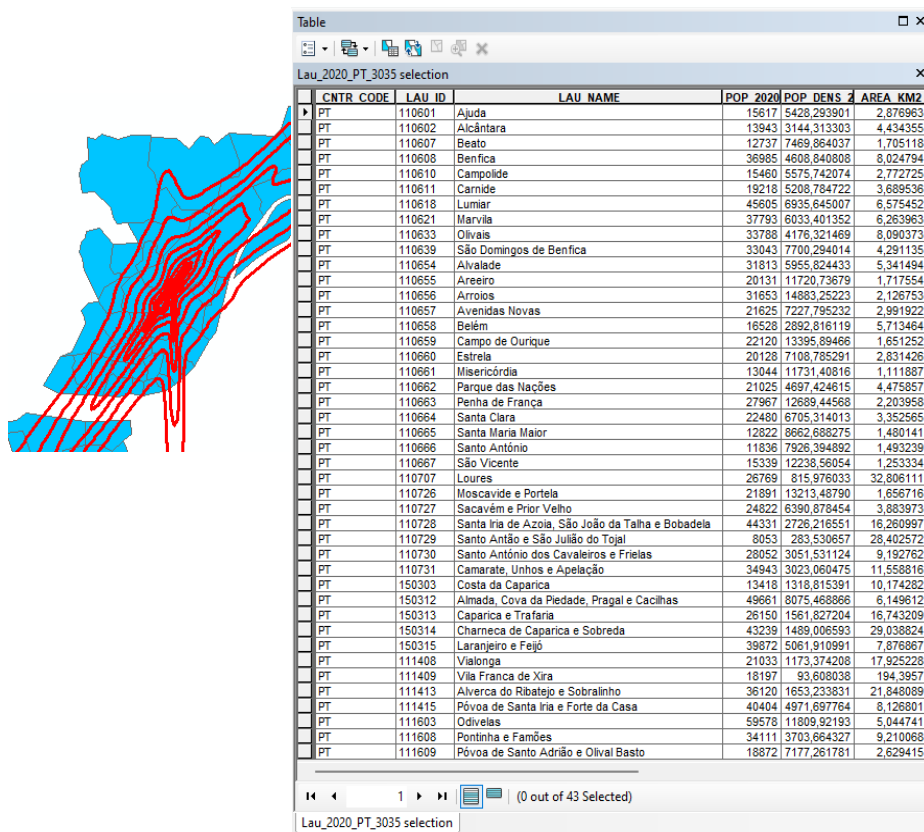 Table
Lau_2020_PT_3035 selection
CNTR_CODE LAU_ID LAU_NAME POP_2020 POP_DENS_2 AREA_KM2
PT 110601 Ajuda 15617 5428,293901 2,876963
PT 110602 Alcântara 13943 3144,313303 4,434355
PT 110607 Beato 12737 7469,864037 1,705118
PT 110608 Benfica 36985 4608,840808 8,024794
PT 110610 Campolide 15460 5575,742074 2,772725
PT 110611 Carnide 19218 5208,784722 3,689536
PT 110618 Lumiar 45605 6935,645007 6,575452
PT 110621 Marvila 37793 6033,401352 6,263963
PT 110633 Olivais 33788 4176,321469 8,090373
PT 110639 São Domingos de Benfica 33043 7700,294014 4,291135
PT 110654 Alvalade 31813 5955,824433 5,341494
PT 110655 Areeiro 20131 11720,73679 1,717554
PT 110656 Arroios 31653 14883,25223 2,126753
PT 110657 Avenidas Novas 21625 7227,795232 2,991922
PT 110658 Belém 16528 2892,816119 5,713464
PT 110659 Campo de Ourique 22120 13395,89466 1,651252
PT 110660 Estrela 20128 7108,785291 2,831426
PT 110661 Misericórdia 13044 11731,40816 1,111887
PT 110662 Parque das Nações 21025 4697,424615 4,475857
PT 110663 Penha de França 27967 12689,44568 2,203958
PT 110664 Santa Clara 22480 6705,314013 3,352565
PT 110665 Santa Maria Maior 12822 8662,688275 1,480141
PT 110666 Santo António 11836 7926,394892 1,493239
PT 110667 São Vicente 15339 12238,56054 1,253334
PT 110707 Loures 26769 815,976033 32,806111
PT 110726 Moscavide e Portela 21891 13213,48790 1,656716
PT 110727 Sacavém e Prior Velho 24822 6390,878454 3,883973
PT 110728 Santa Iria de Azoia, São João da Talha e Bobadela 44331 2726,216551 16,260997
PT 110729 Santo Antão e São Julião do Tojal 8053 283,530657 28,402572
PT 110730 Santo António dos Cavaleiros e Frielas 28052 3051,531124 9,192762
PT 110731 Camarate, Unhos e Apelação 34943 3023,060475 11,558816
PT 150303 Costa da Caparica 13418 1318,815391 10,174282
PT 150312 Almada, Cova da Piedade, Pragal e Cacilhas 49661 8075,468866 6,149612
PT 150313 Caparica e Trafaria 26150 1561,827204 16,743209
PT 150314 Charneca de Caparica e Sobreda 43239 1489,006593 29,038824
PT 150315 Laranjeiro e Feijó 39872 5061,910991 7,876867
PT 111408 Vialonga 21033 1173,374208 17,925228
PT 111409 Vila Franca de Xira 18197 93,608038 194,3957
PT 111413 Alverca do Ribatejo e Sobralinho 36120 1653,233831 21,848089
PT 111415 Póvoa de Santa Iria e Forte da Casa 40404 4971,697764 8,126801
PT 111603 Odivelas 59578 11809,92193 5,044741
PT 111608 Pontinha e Famões 34111 3703,664327 9,210068
PT 111609 Póvoa de Santo Adrião e Olival Basto 18872 7177,261781 2,629415
1 (0 out of 43 Selected)
Lau_2020_PT_3035 selection